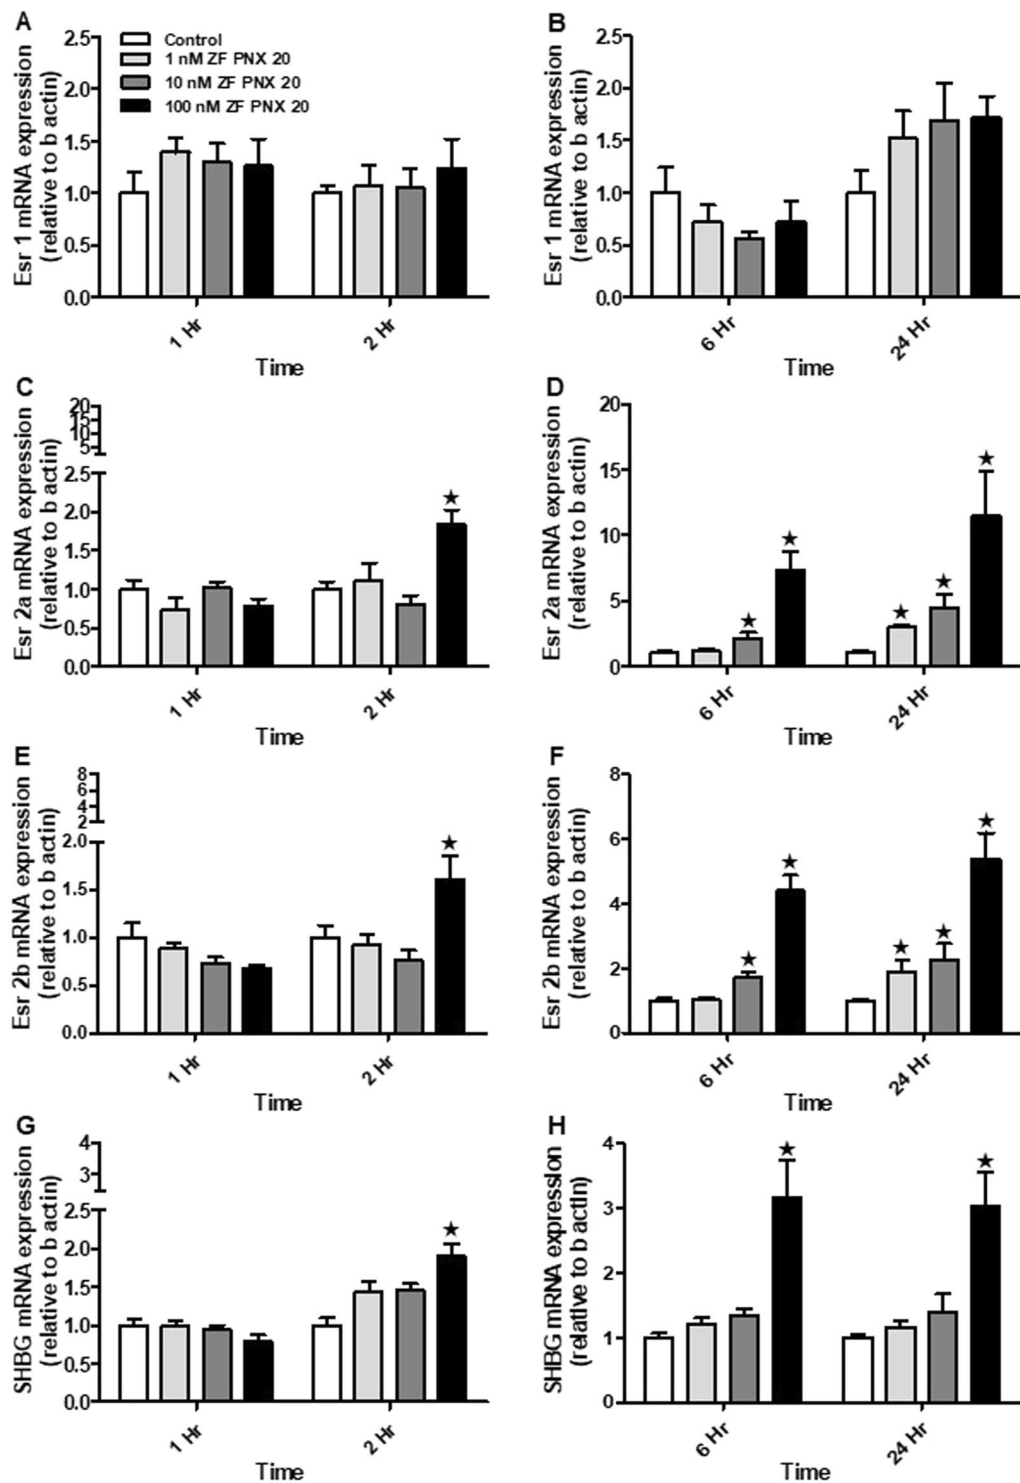 A
Esr 1 mRNA expression
(relative to b actin)
2.5
2.0
1.5
1.0
0.5
0.0
Control
1 nM ZF PNX 20
10 nM ZF PNX 20
100 nM ZF PNX 20
1 Hr
2 Hr
Time
B
Esr 1 mRNA expression
(relative to b actin)
2.5
2.0
1.5
1.0
0.5
0.0
6 Hr
24 Hr
Time
C
Esr 2a mRNA expression
(relative to b actin)
20
15
10
5
2.5
2.0
1.5
1.0
0.5
0.0
★
1 Hr
2 Hr
Time
D
Esr 2a mRNA expression
(relative to b actin)
20
15
10
5
0
★
★
★
★
★
6 Hr
24 Hr
Time
E
Esr 2b mRNA expression
(relative to b actin)
8
6
4
2
2.0
1.5
1.0
0.5
0.0
★
1 Hr
2 Hr
Time
F
Esr 2b mRNA expression
(relative to b actin)
8
6
4
2
0
★
★
★
★
★
6 Hr
24 Hr
Time
G
SHBG mRNA expression
(relative to b actin)
4
3
2.5
2.0
1.5
1.0
0.5
0.0
★
1 Hr
2 Hr
Time
H
SHBG mRNA expression
(relative to b actin)
4
3
2
1
0
★
★
6 Hr
24 Hr
Time